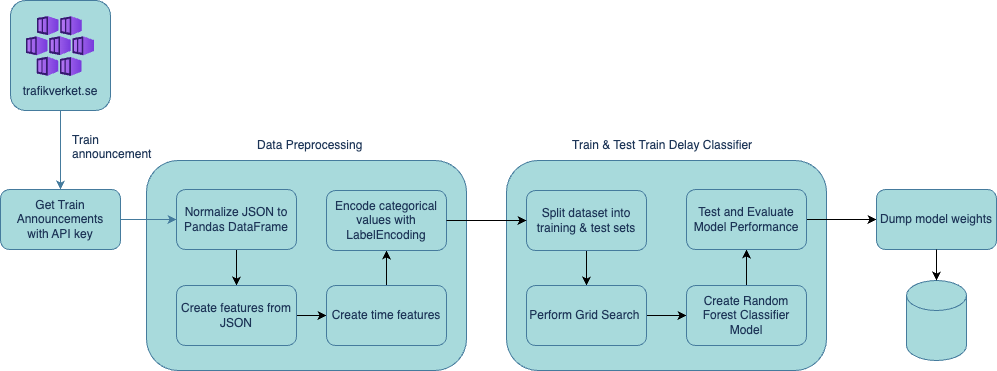 trafikverket.se
Train
announcement
Get Train
Announcements
with API key
Data Preprocessing
Normalize JSON to
Pandas DataFrame
Create features from
JSON
Create time features
Encode categorical
values with
LabelEncoding
Train & Test Train Delay Classifier
Split dataset into
training & test sets
Perform Grid Search
Create Random
Forest Classifier
Model
Test and Evaluate
Model Performance
Dump model weights